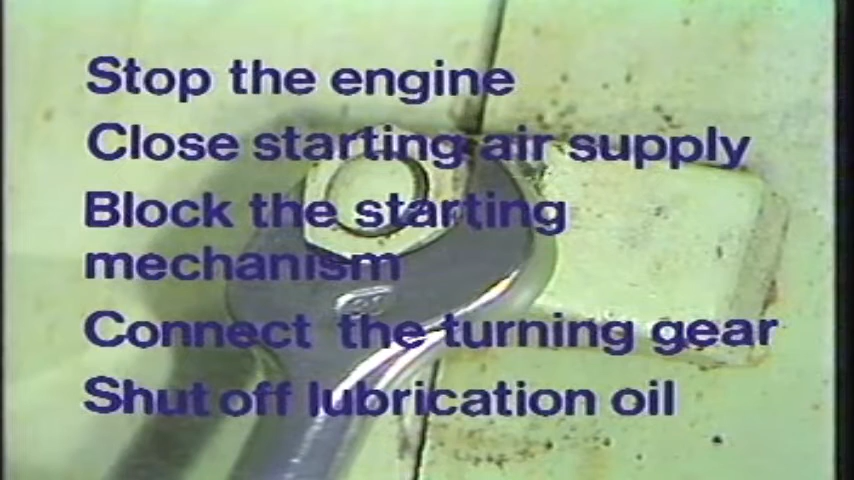 Stop the engine
Close starting air supply
Block the starting
mechanism
Connect the turning gear
Shut off lubrication oil